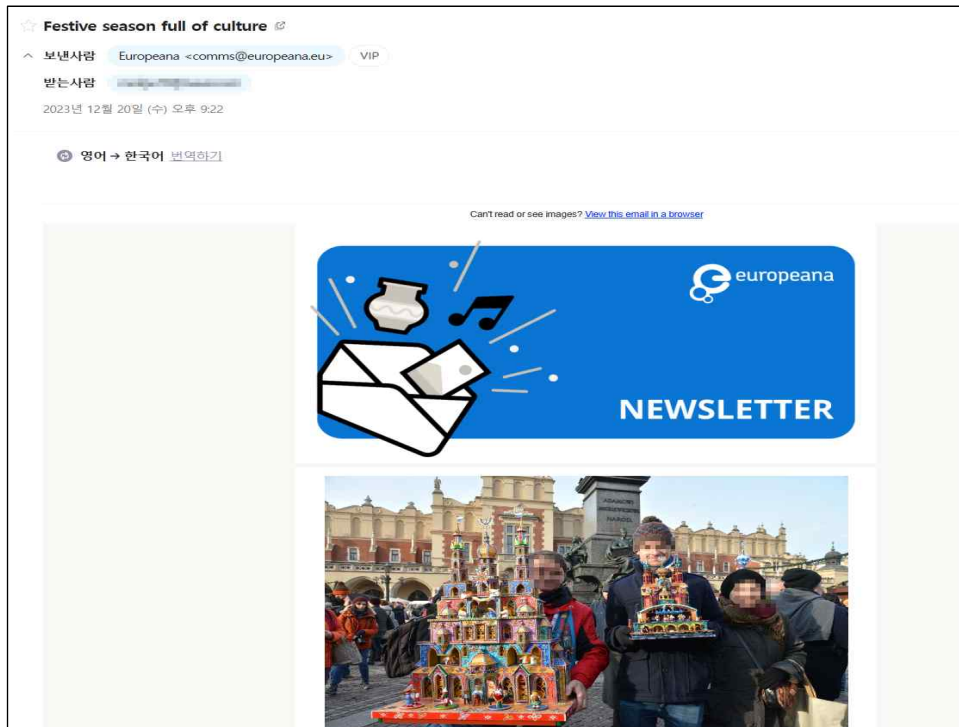 Festive season full of culture
보낸사람 Europeana <comms@europeana.eu> VIP
받는사람
2023년 12월 20일 (수) 오후 9:22
영어 → 한국어 번역하기
Can't read or see images? View this email in a browser
europeana
NEWSLETTER